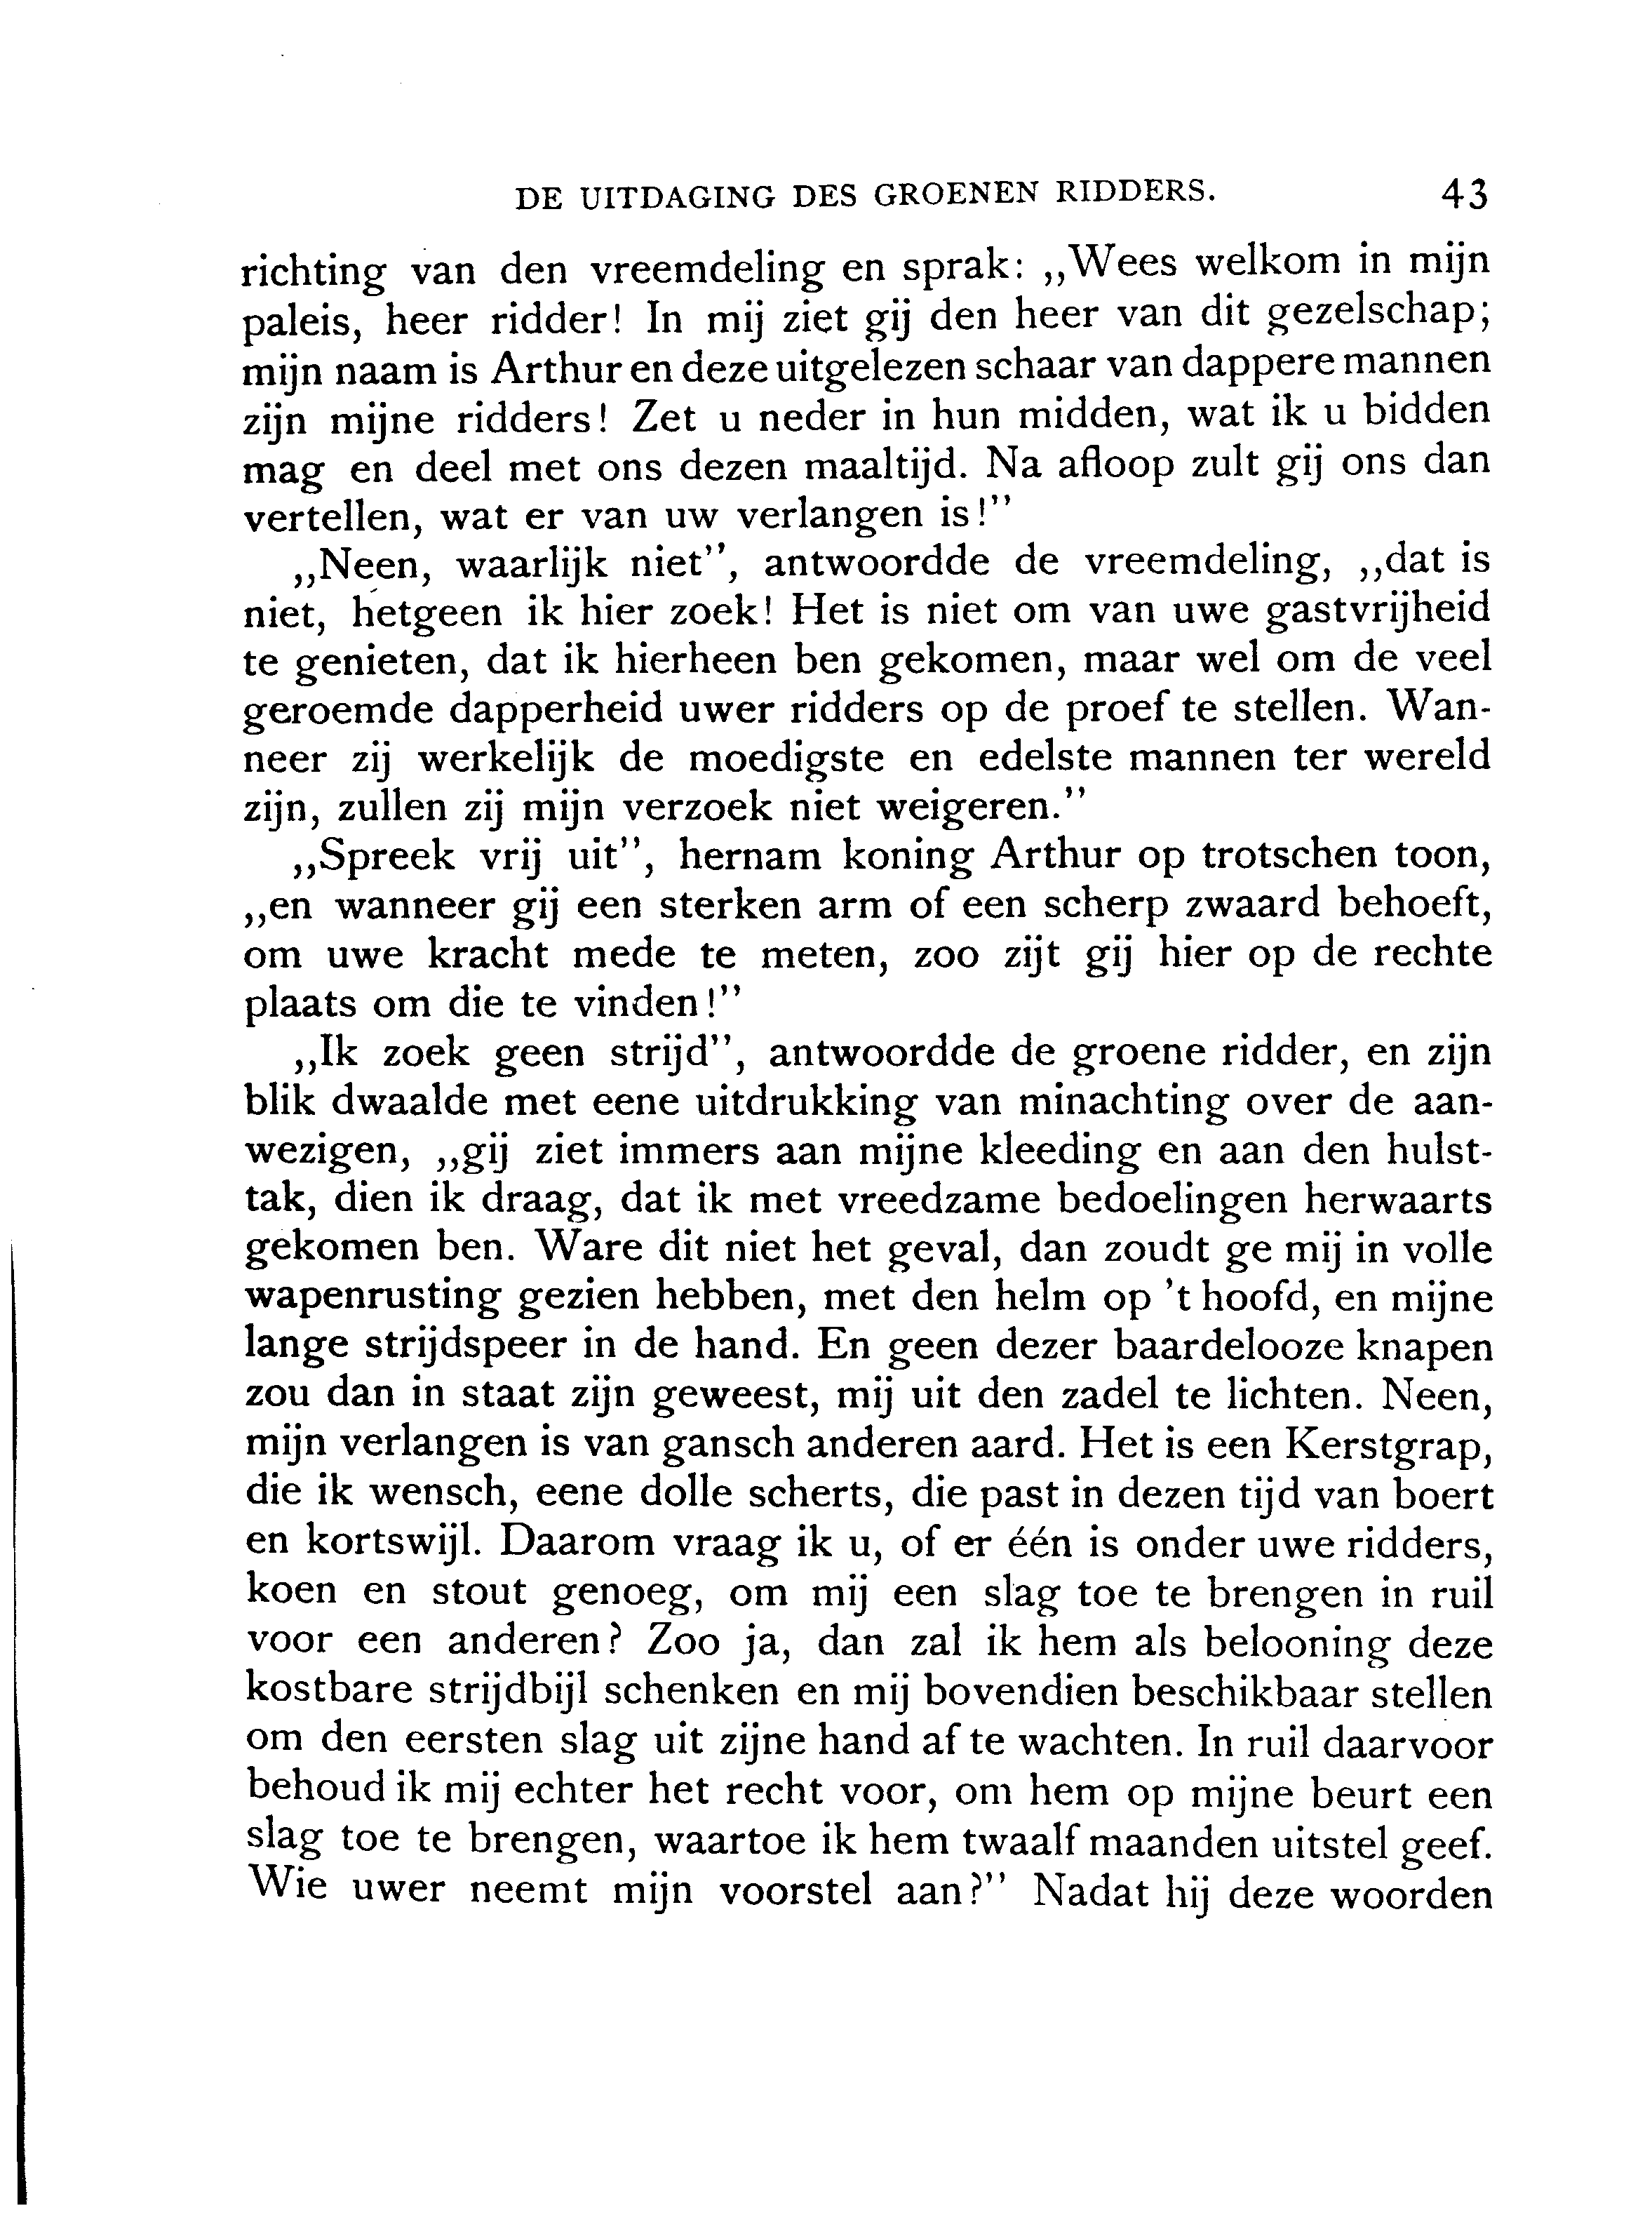 DE UITDAGING DES GROENEN RIDDERS. 43
richting van den vreemdeling en sprak: „Wees welkom in mijn
paleis, heer ridder! In mij ziet gij den heer van dit gezelschap;
mijn naam is Arthur en deze uitgelezen schaar van dappere mannen
zijn mijne ridders! Zet u neder in hun midden, wat ik u bidden
mag en deel met ons dezen maaltijd. Na afloop zult gij ons dan
vertellen, wat er van uw verlangen is!”
„Neen, waarlijk niet”, antwoordde de vreemdeling, „dat is
niet, hetgeen ik hier zoek! Het is niet om van uwe gastvrijheid
te genieten, dat ik hierheen ben gekomen, maar wel om de veel
geroemde dapperheid uwer ridders op de proef te stellen. Wan-
neer zij werkelijk de moedigste en edelste mannen ter wereld
zijn, zullen zij mijn verzoek niet weigeren.”
„Spreek vrij uit”, hernam koning Arthur op trotschen toon,
„en wanneer gij een sterken arm of een scherp zwaard behoeft,
om uwe kracht mede te meten, zoo zijt gij hier op de rechte
plaats om die te vinden!”
„Ik zoek geen strijd”, antwoordde de groene ridder, en zijn
blik dwaalde met eene uitdrukking van minachting over de aan-
wezigen, „gij ziet immers aan mijne kleeding en aan den hulst-
tak, dien ik draag, dat ik met vreedzame bedoelingen herwaarts
gekomen ben. Ware dit niet het geval, dan zoudt ge mij in volle
wapenrusting gezien hebben, met den helm op 't hoofd, en mijne
lange strijdspeer in de hand. En geen dezer baardelooze knapen
zou dan in staat zijn geweest, mij uit den zadel te lichten. Neen,
mijn verlangen is van gansch anderen aard. Het is een Kerstgrap,
die ik wensch, eene dolle scherts, die past in dezen tijd van boert
en kortswijl. Daarom vraag ik u, of er één is onder uwe ridders,
koen en stout genoeg, om mij een slag toe te brengen in ruil
voor een anderen? Zoo ja, dan zal ik hem als belooning deze
kostbare strijdbijl schenken en mij bovendien beschikbaar stellen
om den eersten slag uit zijne hand af te wachten. In ruil daarvoor
behoud ik mij echter het recht voor, om hem op mijne beurt een
slag toe te brengen, waartoe ik hem twaalf maanden uitstel geef.
Wie uwer neemt mijn voorstel aan?” Nadat hij deze woorden